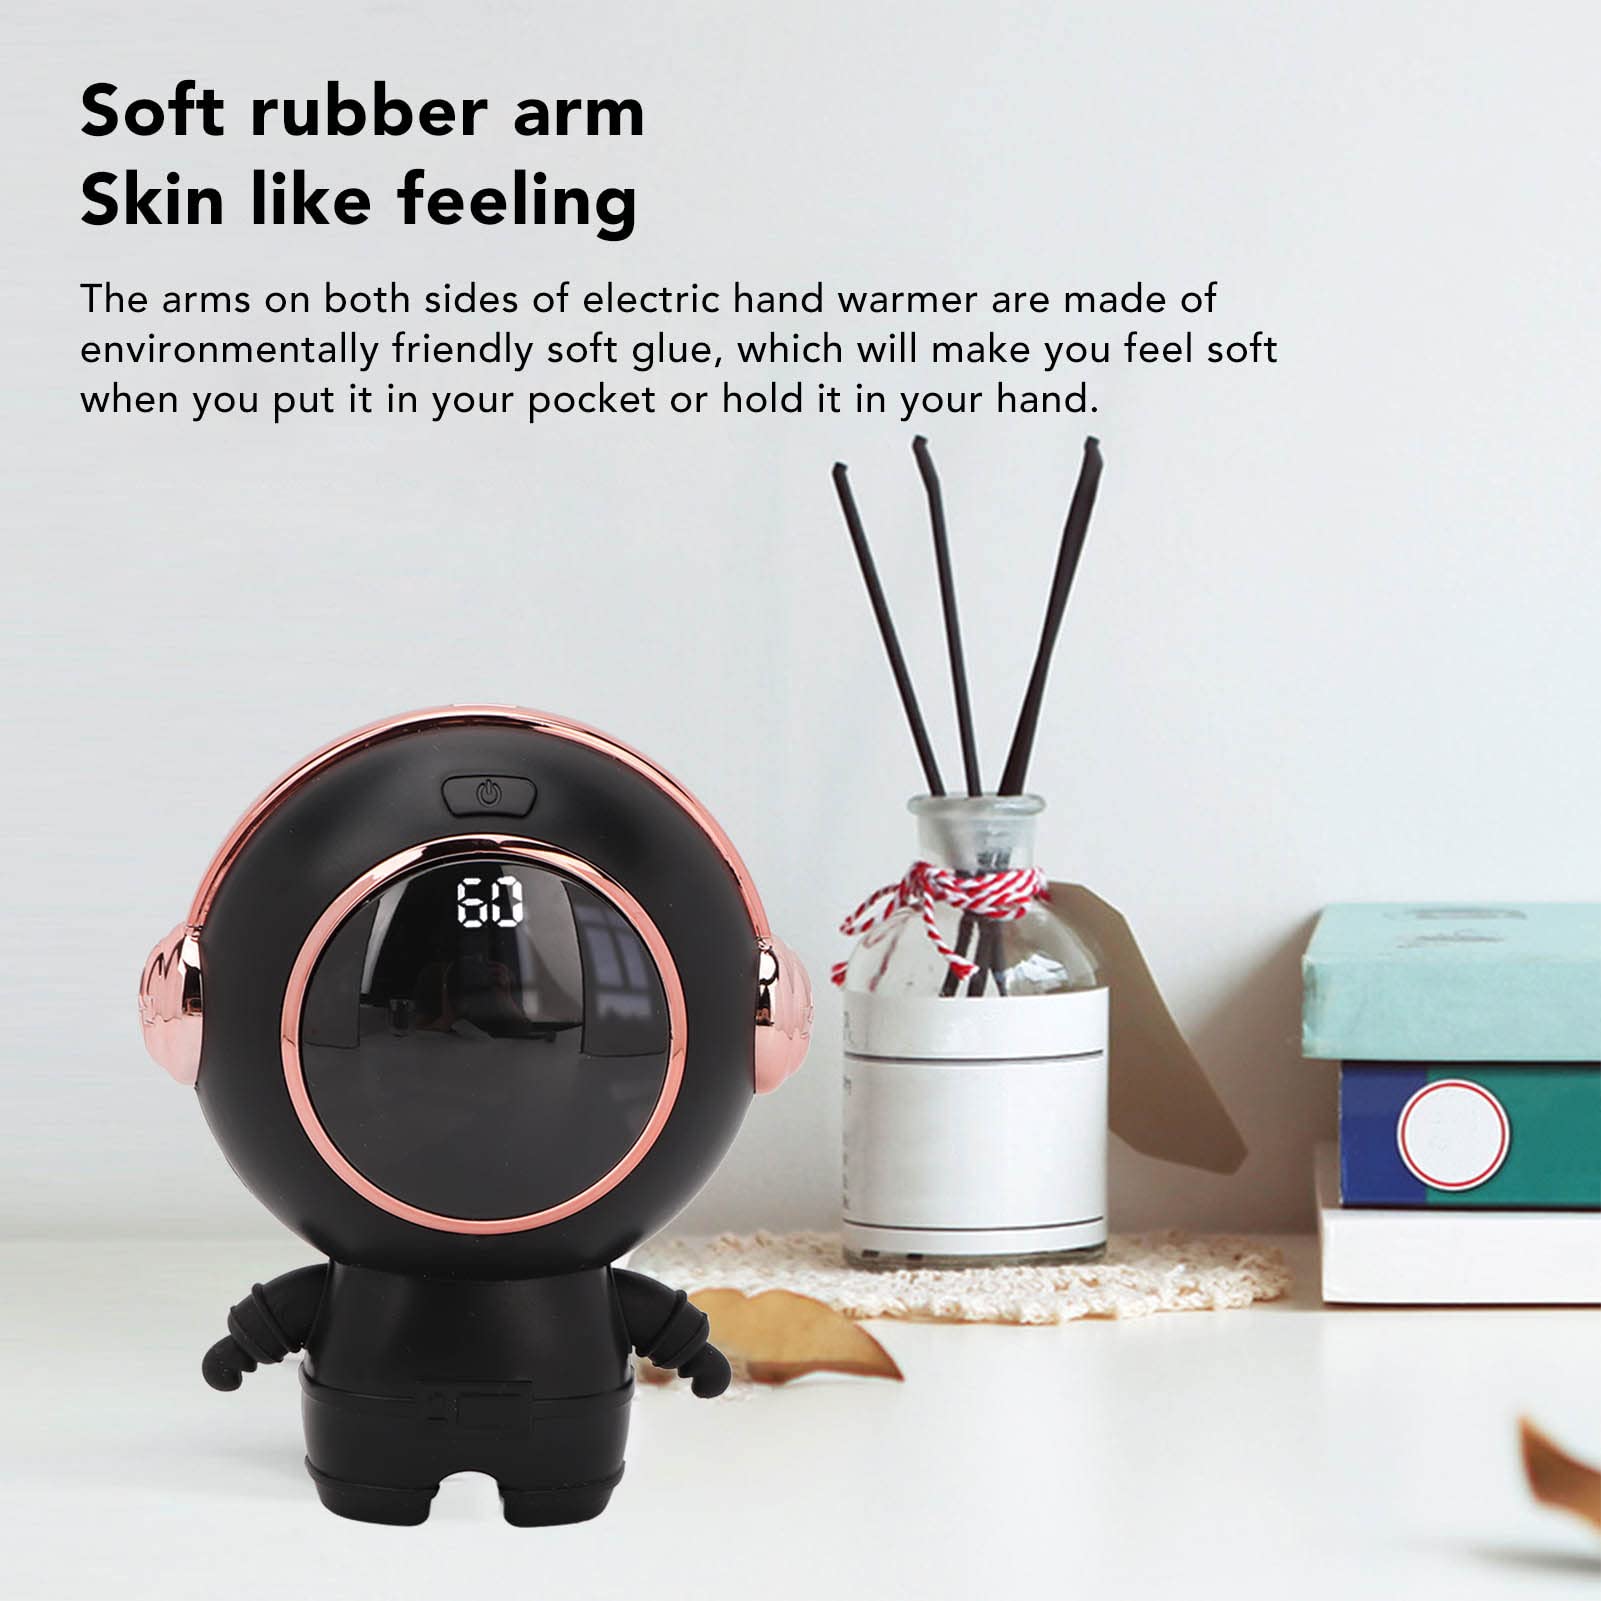 Soft rubber arm
Skin like feeling
The arms on both sides of electric hand warmer are made of
environmentally friendly soft glue, which will make you feel soft
when you put it in your pocket or hold it in your hand.
60